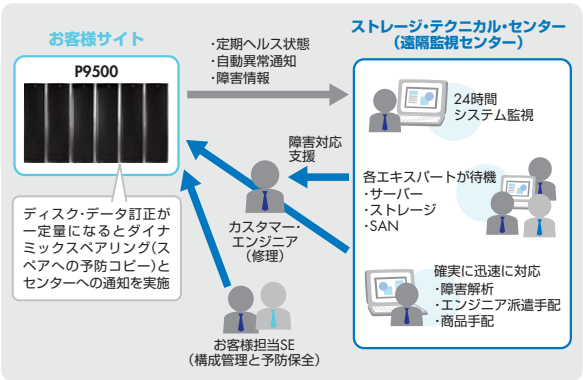 お客様サイト
P9500
ディスク・データ訂正が
一定量になるとダイナ
ミックスペアリング(ス
ペアへの予防コピー)と
センターへの通知を実施
・定期ヘルス状態
・自動異常通知
・障害情報
障害対応
支援
カスタマー・
エンジニア
(修理)
お客様担当SE
(構成管理と予防保全)
ストレージ・テクニカル・センター
(遠隔監視センター)
24時間
システム監視
各エキスパートが待機
・サーバー
・ストレージ
・SAN
確実に迅速に対応
・障害解析
・エンジニア派遣手配
・商品手配